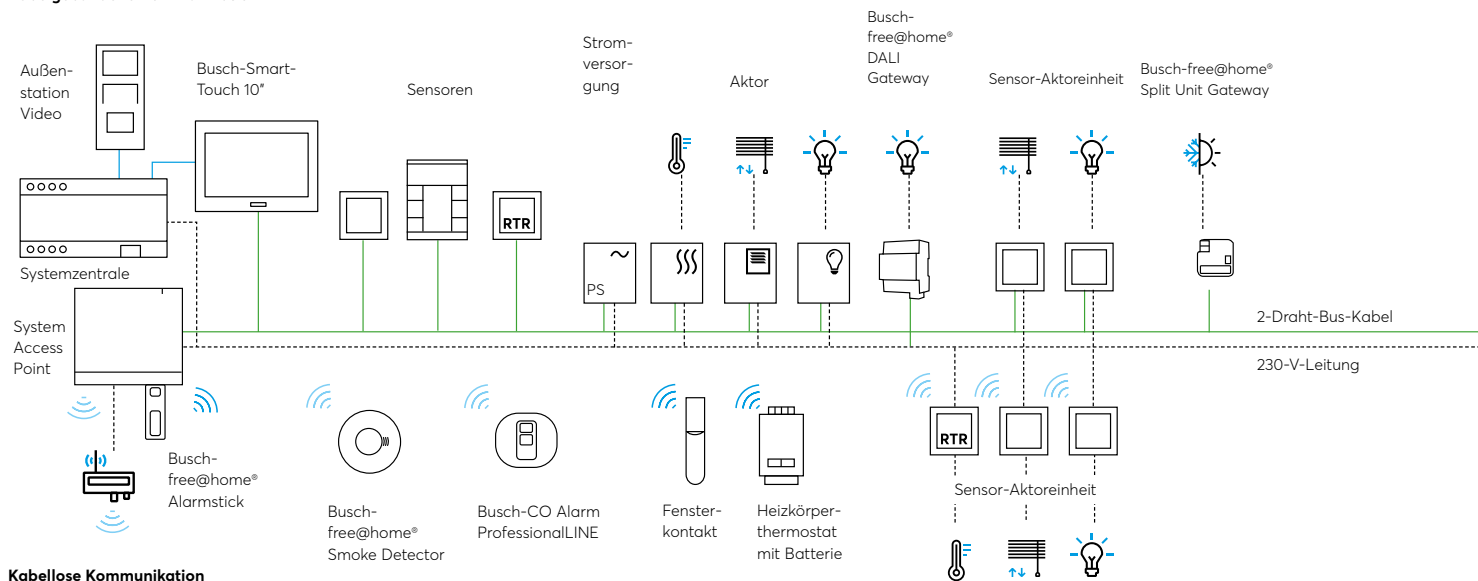 Außen-
station
Video
Busch-Smart-
Touch 10"
Sensoren
Strom-
versor-
gung
Aktor
Busch-
free@home®
DALI
Gateway
Sensor-Aktoreinheit
Busch-free@home®
Split Unit Gateway
RTR
PS
Systemzentrale
System
Access
Point
2-Draht-Bus-Kabel
230-V-Leitung
Busch-
free@home®
Alarmstick
Busch-
free@home®
Smoke Detector
Busch-CO Alarm
ProfessionalLINE
Fenster-
kontakt
Heizkörper-
thermostat
mit Batterie
RTR
Sensor-Aktoreinheit
Kabellose Kommunikation